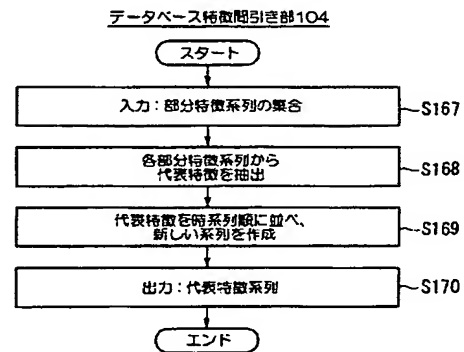 データベース特徴間引き部104
スタート
入力：部分特徴系列の集合
S167
各部分特徴系列から
代表特徴を抽出
S168
代表特徴を時系列順に並べ、
新しい系列を作成
S169
出力：代表特徴系列
S170
エンド